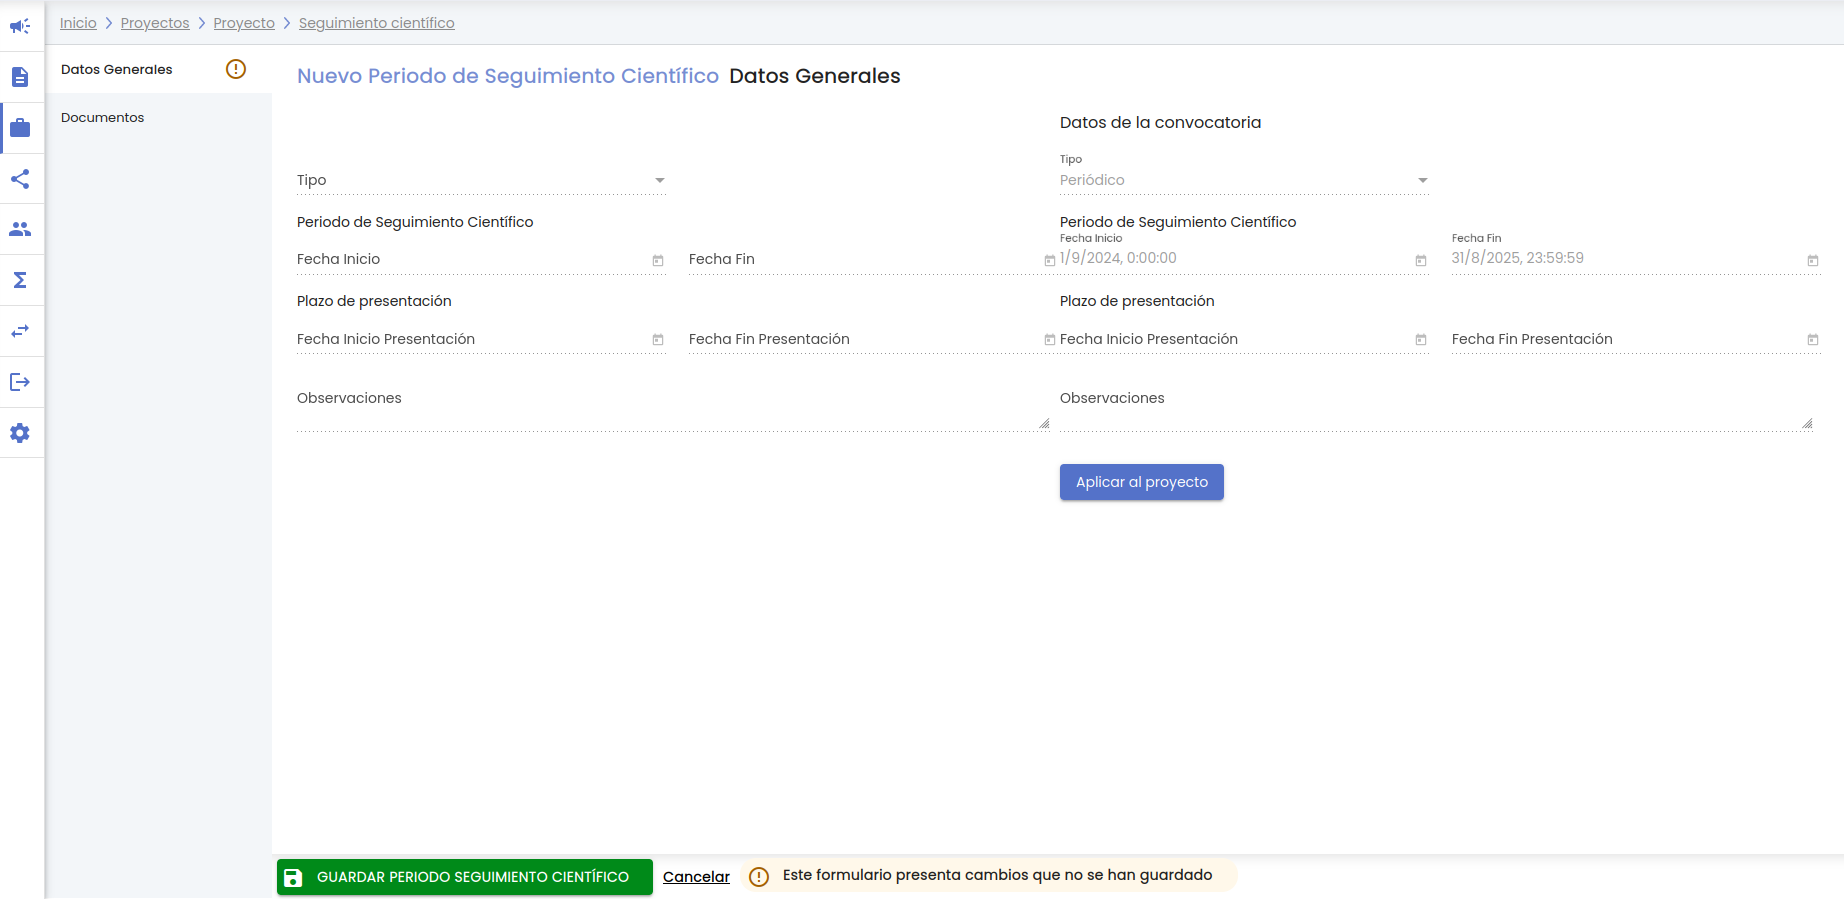 Inicio Proyectos Proyecto Seguimiento científico
Datos Generales
Documentos
Nuevo Periodo de Seguimiento Científico Datos Generales
Datos de la convocatoria
Tipo
Tipo
Periódico
Periodo de Seguimiento Científico
Fecha Inicio
Fecha Fin
Periodo de Seguimiento Científico
Fecha Inicio
1/9/2024, 0:00:00
Fecha Fin
31/8/2025, 23:59:59
Plazo de presentación
Fecha Inicio Presentación
Fecha Fin Presentación
Plazo de presentación
Fecha Inicio Presentación
Fecha Fin Presentación
Observaciones
Observaciones
Aplicar al proyecto
GUARDAR PERIODO SEGUIMIENTO CIENTÍFICO
Cancelar
Este formulario presenta cambios que no se han guardado